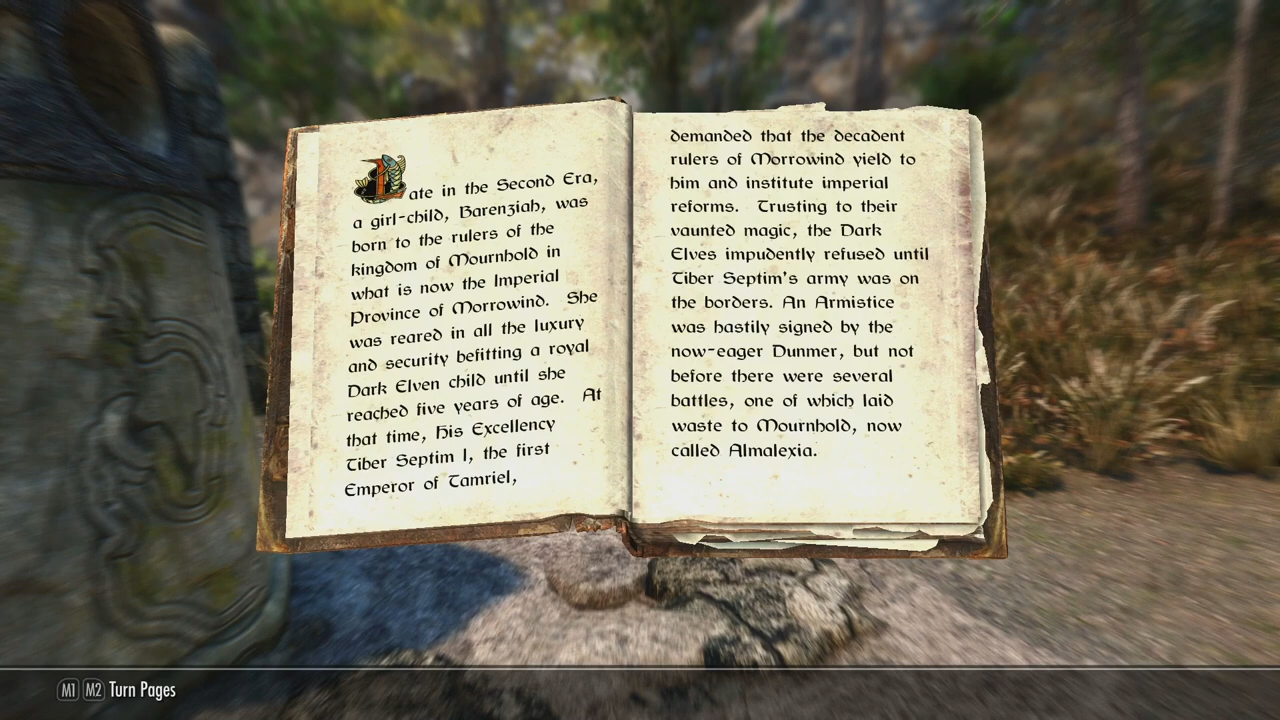 Late in the Second Era,
a girl-child, Barenziah, was
born to the rulers of the
kingdom of Mournhold in
what is now the Imperial
Province of Morrowind.  She
was reared in all the luxury
and security befitting a royal
Dark Elven child until she
reached five years of age.  At
that time, His Excellency
Tiber Septim I, the first
Emperor of Tamriel,
demanded that the decadent
rulers of Morrowind yield to
him and institute imperial
reforms.  Trusting to their
vaunted magic, the Dark
Elves impudently refused until
Tiber Septim's army was on
the borders. An Armistice
was hastily signed by the
now-eager Dunmer, but not
before there were several
battles, one of which laid
waste to Mournhold, now
called Almalexia.
M1 M2 Turn Pages